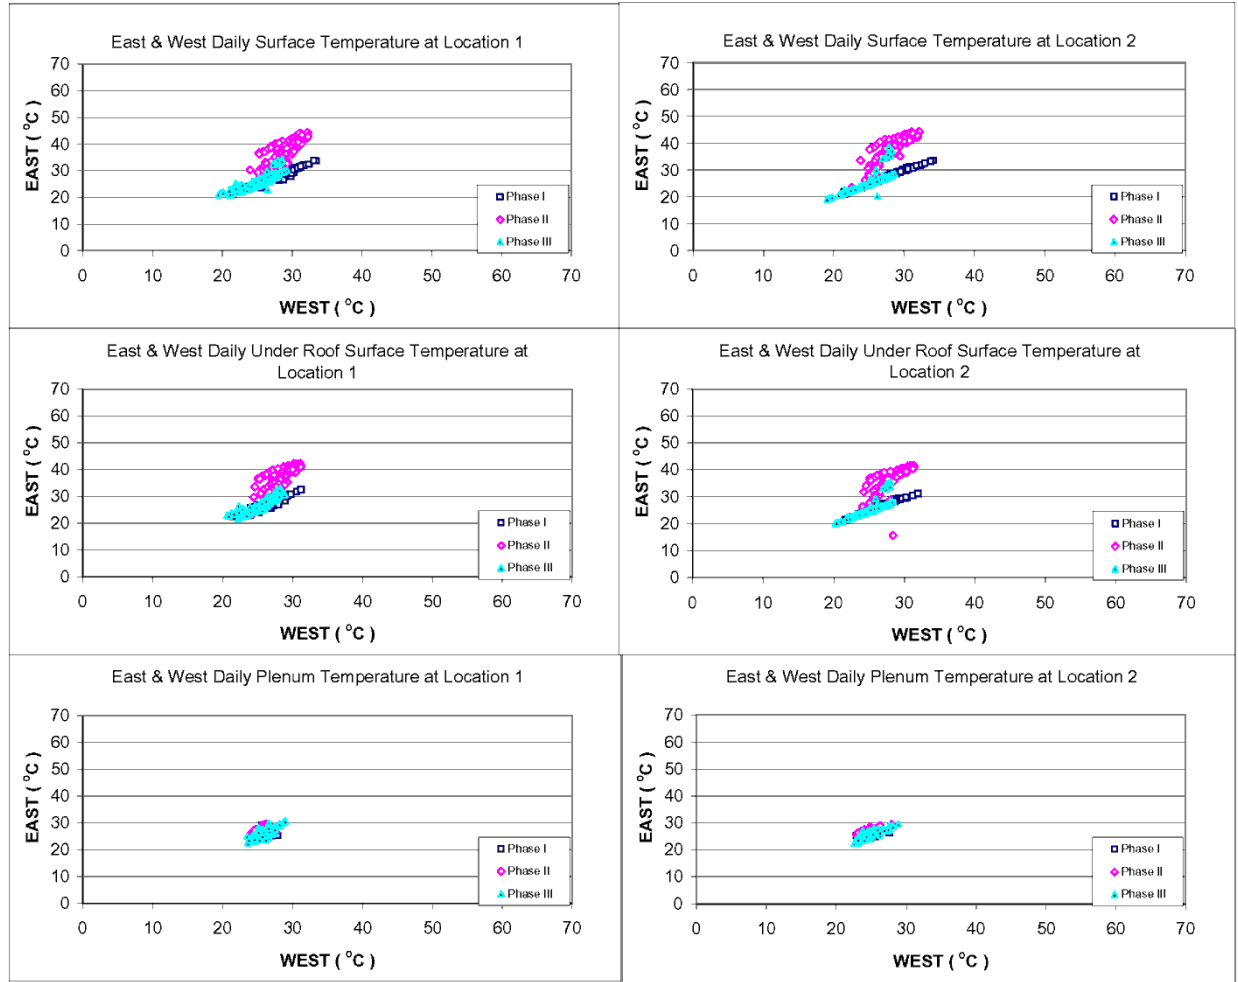 East & West Daily Surface Temperature at Location 1
70
60
50
40
30
20
10
0
EAST ( °C )
0 10 20 30 40 50 60 70
WEST ( °C )
Phase I
Phase II
Phase III
East & West Daily Surface Temperature at Location 2
70
60
50
40
30
20
10
0
EAST ( °C )
0 10 20 30 40 50 60 70
WEST ( °C )
Phase I
Phase II
Phase III
East & West Daily Under Roof Surface Temperature at
Location 1
70
60
50
40
30
20
10
0
EAST ( °C )
0 10 20 30 40 50 60 70
WEST ( °C )
Phase I
Phase II
Phase III
East & West Daily Under Roof Surface Temperature at
Location 2
70
60
50
40
30
20
10
0
EAST ( °C )
0 10 20 30 40 50 60 70
WEST ( °C )
Phase I
Phase II
Phase III
East & West Daily Plenum Temperature at Location 1
70
60
50
40
30
20
10
0
EAST ( °C )
0 10 20 30 40 50 60 70
WEST ( °C )
Phase I
Phase II
Phase III
East & West Daily Plenum Temperature at Location 2
70
60
50
40
30
20
10
0
EAST ( °C )
0 10 20 30 40 50 60 70
WEST ( °C )
Phase I
Phase II
Phase III